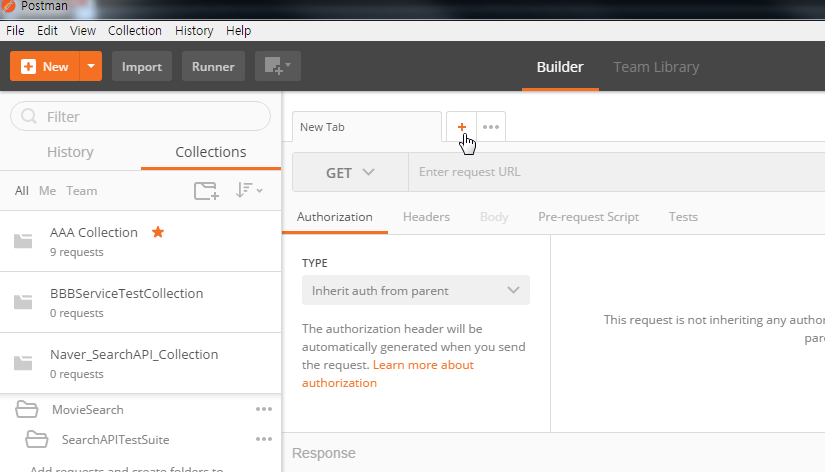 Postman
File Edit View Collection History Help
New Import Runner Builder Team Library
Filter
History Collections
All Me Team
AAA Collection
9 requests
BBBServiceTestCollection
0 requests
Naver_SearchAPI_Collection
0 requests
MovieSearch
SearchAPITestSuite
Add requests and create folders to
New Tab
GET Enter request URL
Authorization Headers Body Pre-request Script Tests
TYPE
Inherit auth from parent
The authorization header will be
automatically generated when you send
the request. Learn more about
authorization
This request is not inheriting any author
pare
Response